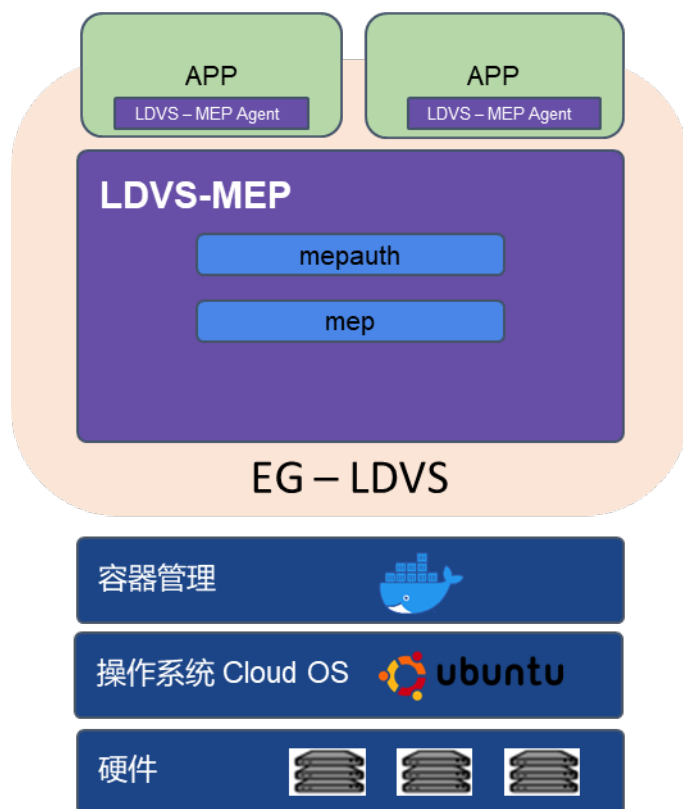 APP
LDVS – MEP Agent
APP
LDVS – MEP Agent
LDVS-MEP
mepauth
mep
EG – LDVS
容器管理
操作系统 Cloud OS ubuntu
硬件